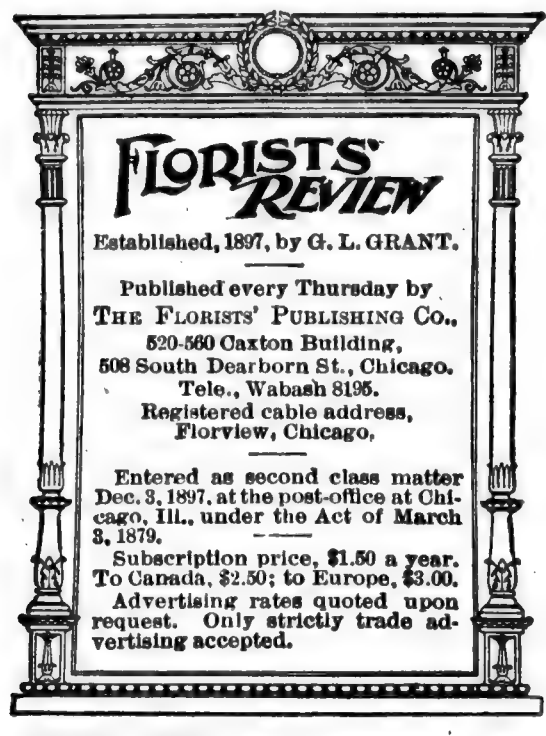 FLORISTS'
REVIEW
Established, 1897, by G. L. GRANT.
Published every Thursday by
THE FLORISTS' PUBLISHING CO.,
520-560 Caxton Building,
508 South Dearborn St., Chicago.
Tele., Wabash 8195.
Registered cable address,
Florview, Chicago,
Entered as second class matter
Dec. 3, 1897, at the post-office at Chi-
cago, Ill., under the Act of March
3, 1879.
Subscription price, $1.50 a year.
To Canada, $2.50; to Europe, $3.00.
Advertising rates quoted upon
request. Only strictly trade ad-
vertising accepted.